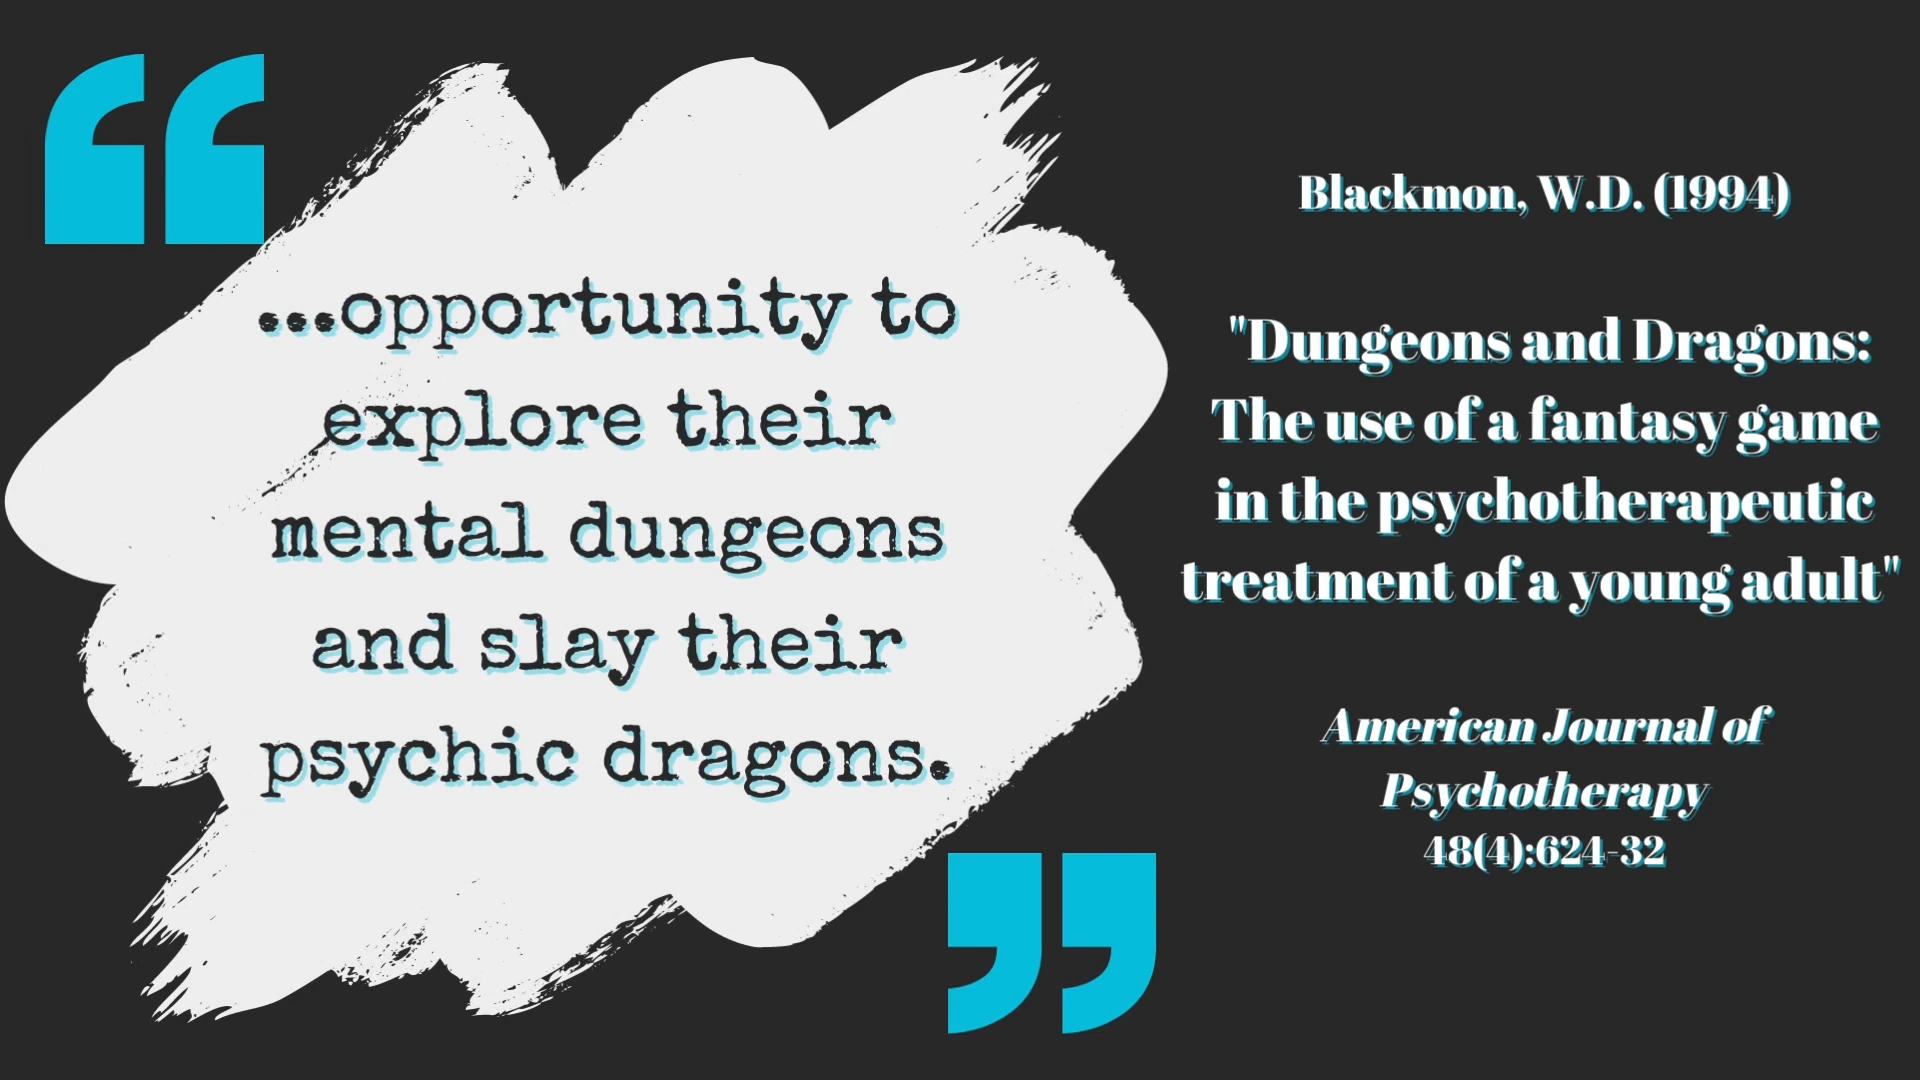 “
...opportunity to
explore their
mental dungeons
and slay their
psychic dragons.
”
Blackmon, W.D. (1994)
"Dungeons and Dragons:
The use of a fantasy game
in the psychotherapeutic
treatment of a young adult"
American Journal of
Psychotherapy
48(4):624-32